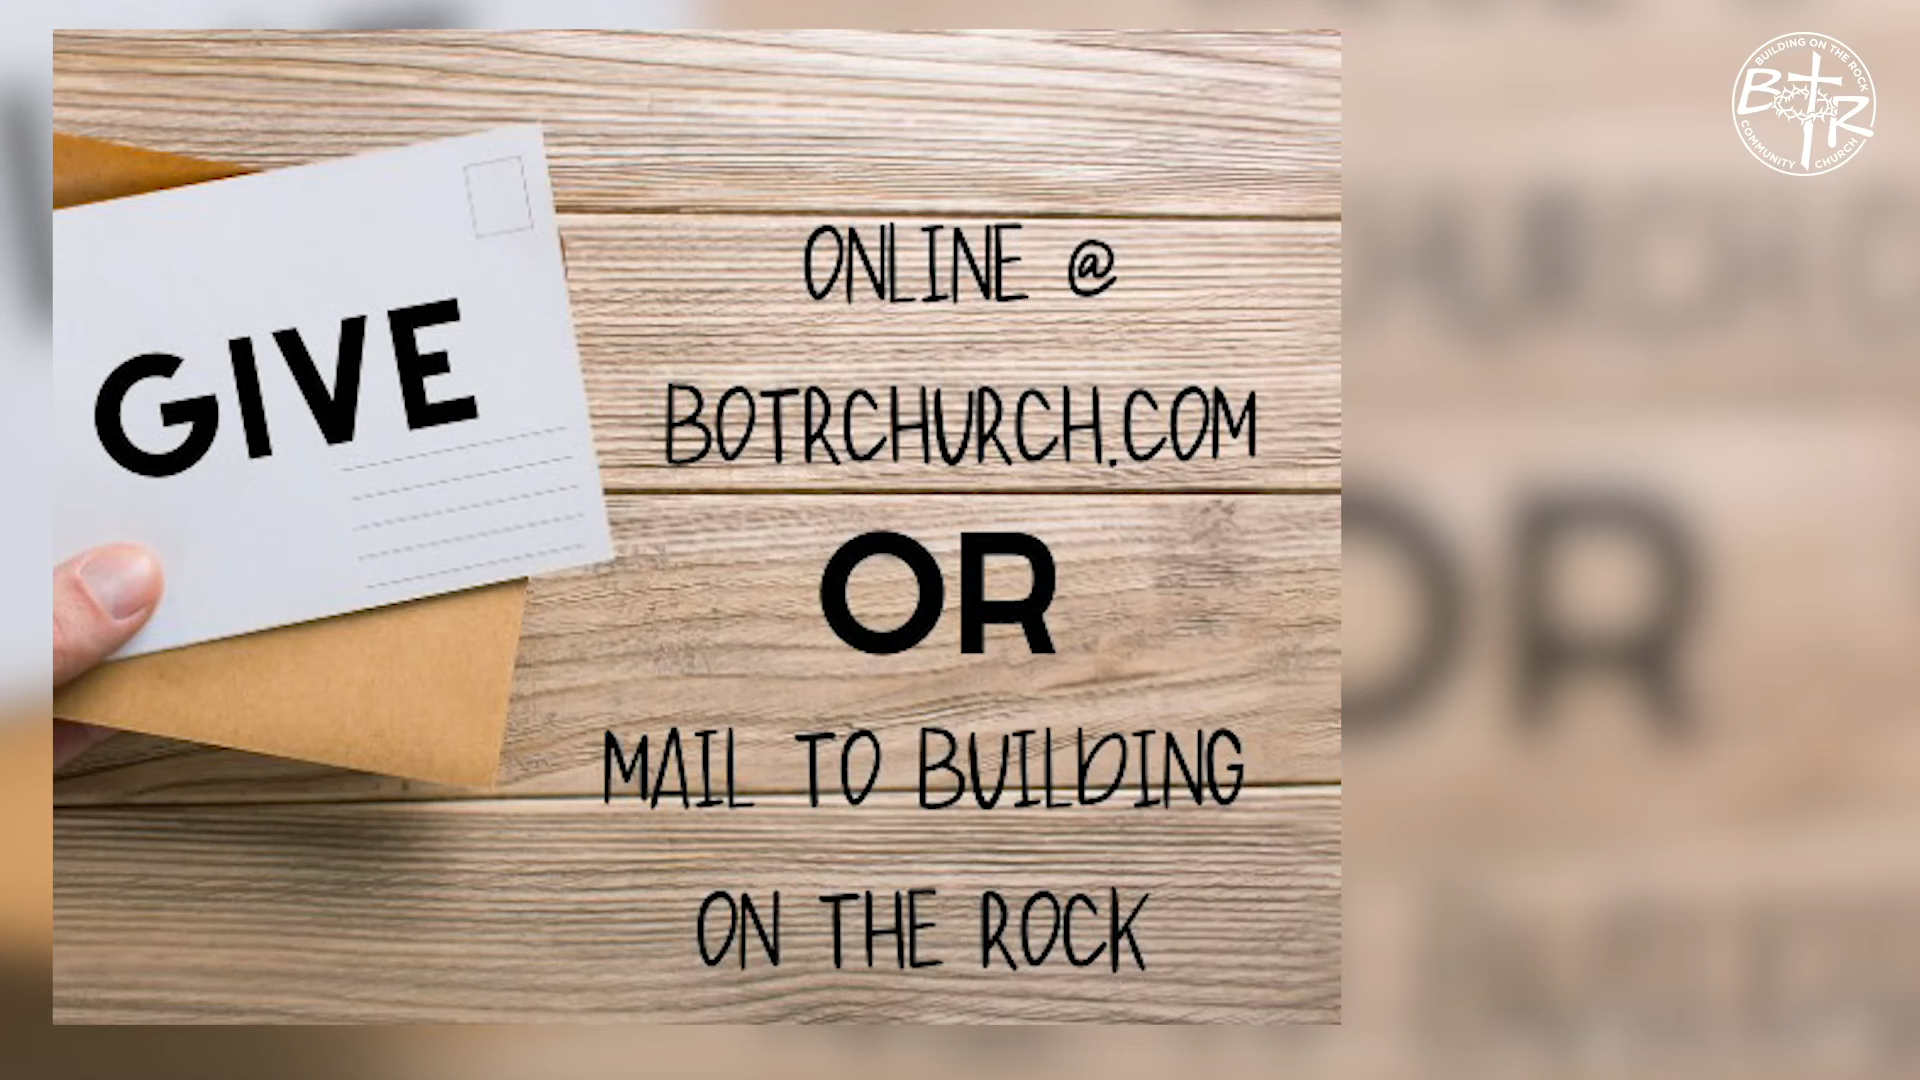 GIVE
ONLINE @
BOTRCHURCH.COM
OR
MAIL TO BUILDING
ON THE ROCK
BUILDING ON THE ROCK
BOTR
COMMUNITY CHURCH